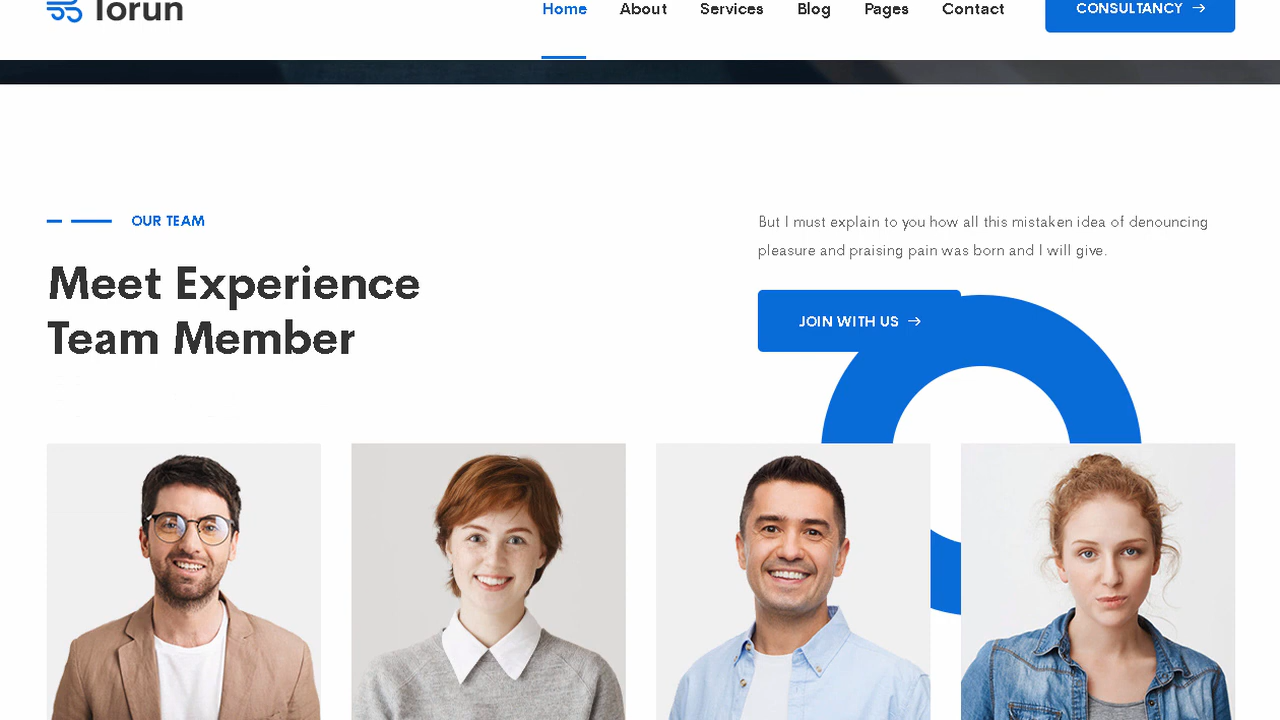 Torun
Home About Services Blog Pages Contact CONSULTANCY
OUR TEAM
Meet Experience
Team Member
But I must explain to you how all this mistaken idea of denouncing
pleasure and praising pain was born and I will give.
JOIN WITH US